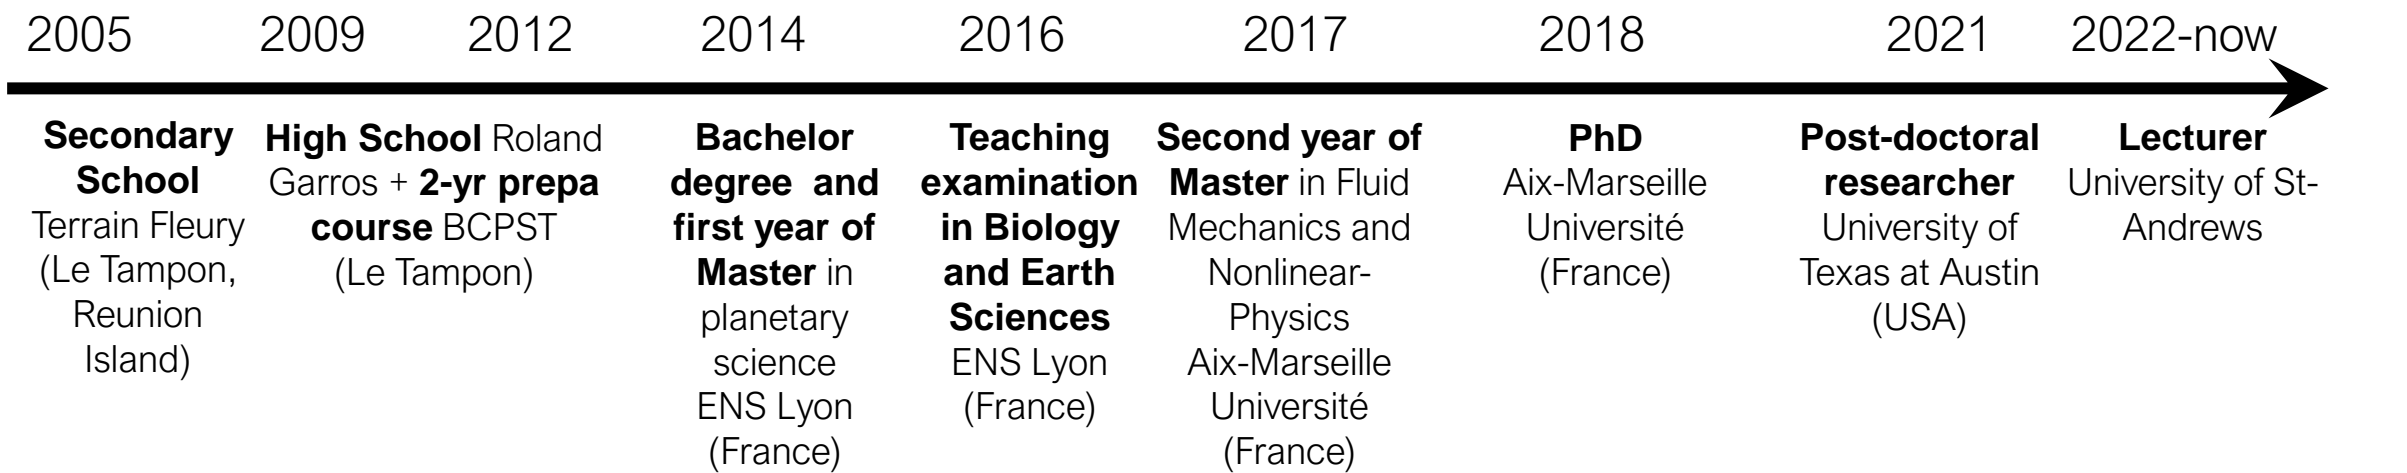 2005 2009 2012 2014 2016 2017 2018 2021 2022-now
Secondary
School
Terrain Fleury
(Le Tampon,
Reunion
Island)
High School Roland
Garros + 2-yr prepa
course BCPST
(Le Tampon)
Bachelor
degree and
first year of
Master in
planetary
science
ENS Lyon
(France)
Teaching
examination
in Biology
and Earth
Sciences
ENS Lyon
(France)
Second year of
Master in Fluid
Mechanics and
Nonlinear-
Physics
Aix-Marseille
Université
(France)
PhD
Aix-Marseille
Université
(France)
Post-doctoral
researcher
University of
Texas at Austin
(USA)
Lecturer
University of St-
Andrews